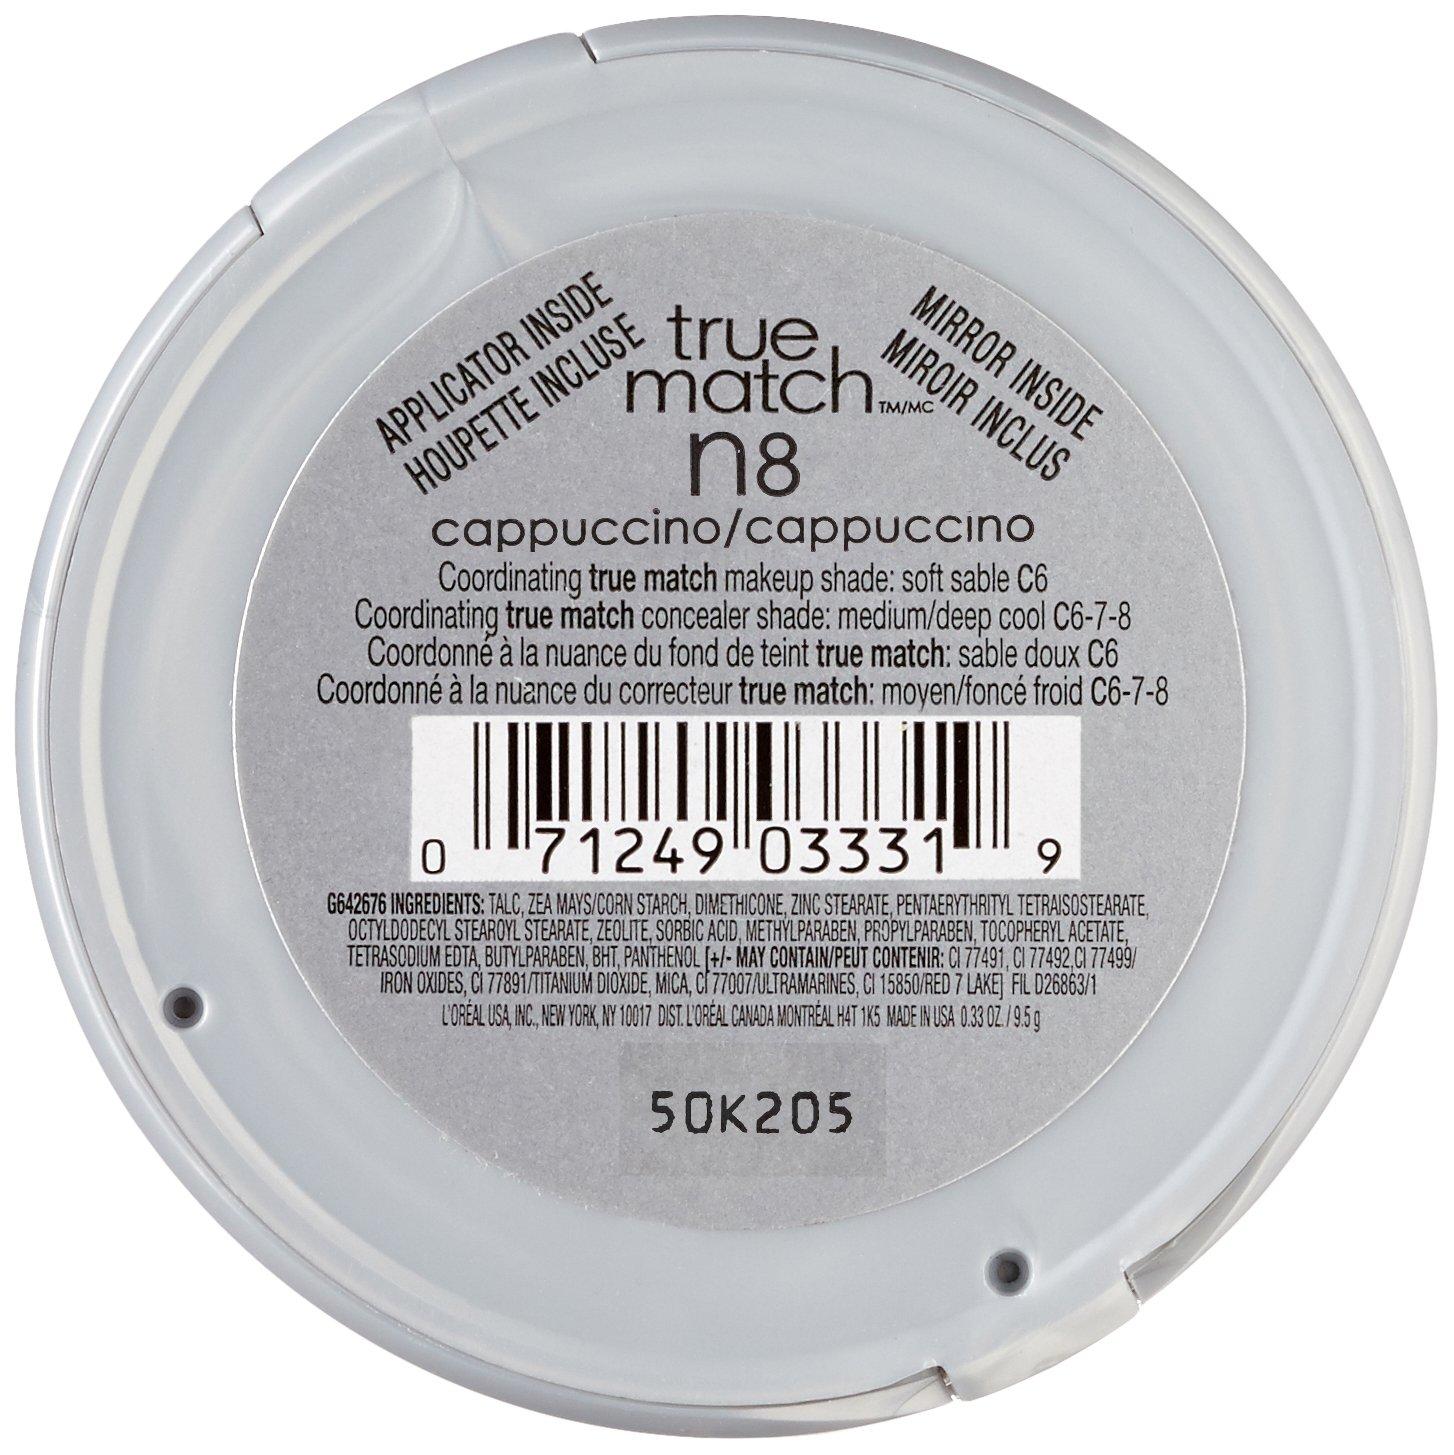 APPLICATOR INSIDE
HOUPETTE INCLUSE
true
match TM/MC
MIRROR INSIDE
MIROIR INCLUS
n8
cappuccino/cappuccino
Coordinating true match makeup shade: soft sable C6
Coordinating true match concealer shade: medium/deep cool C6-7-8
Coordonné à la nuance du fond de teint true match: sable doux C6
Coordonné à la nuance du correcteur true match: moyen/foncé froid C6-7-8
0 71249 03331 9
G642676 INGREDIENTS: TALC, ZEA MAYS/CORN STARCH, DIMETHICONE, ZINC STEARATE, PENTAERYTHRITYL TETRAISOSTEARATE,
OCTYLDODECYL STEAROYL STEARATE, ZEOLITE, SORBIC ACID, METHYLPARABEN, PROPYLPARABEN, TOCOPHERYL ACETATE,
TETRASODIUM EDTA, BUTYLPARABEN, BHT, PANTHENOL [+/- MAY CONTAIN/PEUT CONTENIR: CI 77491, CI 77492,CI 77499/
IRON OXIDES, CI 77891/TITANIUM DIOXIDE, MICA, CI 77007/ULTRAMARINES, CI 15850/RED 7 LAKE] FIL D26863/1
L'ORÉAL USA, INC., NEW YORK, NY 10017 DIST. L'ORÉAL CANADA MONTRÉAL H4T 1K5 MADE IN USA 0.33 OZ. / 9.5 g
50K205